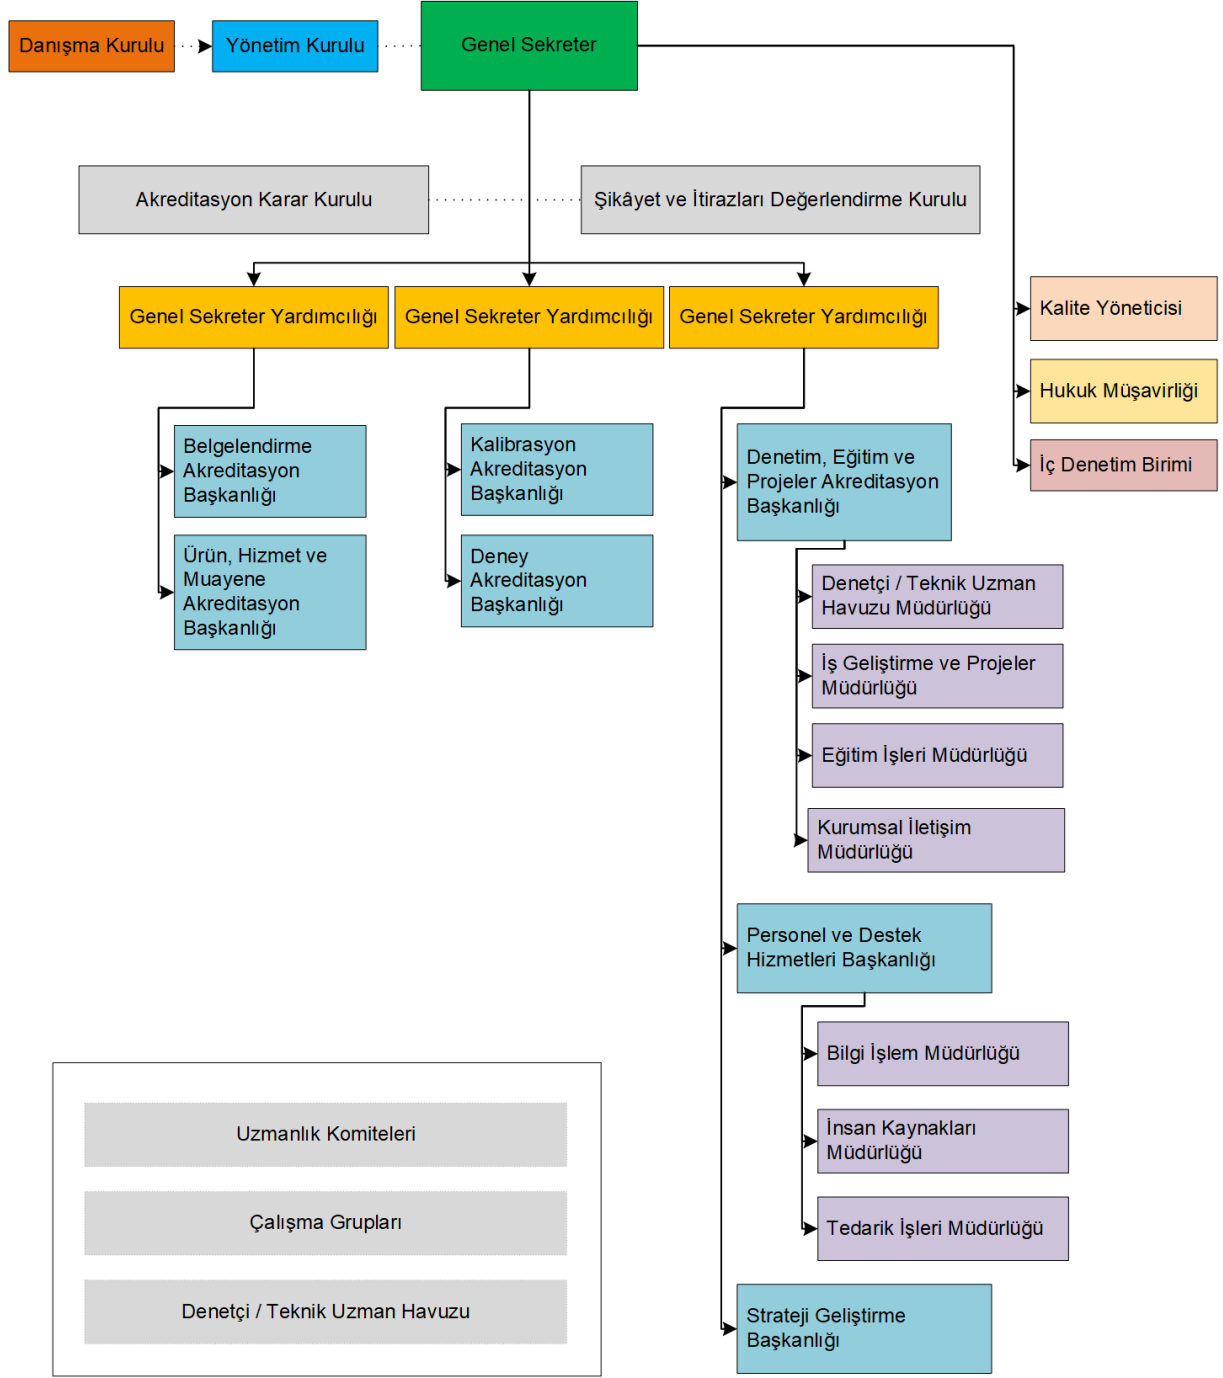 Danışma Kurulu
Yönetim Kurulu
Genel Sekreter
Akreditasyon Karar Kurulu
Şikâyet ve İtirazları Değerlendirme Kurulu
Genel Sekreter Yardımcılığı
Genel Sekreter Yardımcılığı
Genel Sekreter Yardımcılığı
Kalite Yöneticisi
Hukuk Müşavirliği
İç Denetim Birimi
Belgelendirme
Akreditasyon
Başkanlığı
Ürün, Hizmet ve
Muayene
Akreditasyon
Başkanlığı
Kalibrasyon
Akreditasyon
Başkanlığı
Deney
Akreditasyon
Başkanlığı
Denetim, Eğitim ve
Projeler Akreditasyon
Başkanlığı
Denetçi / Teknik Uzman
Havuzu Müdürlüğü
İş Geliştirme ve Projeler
Müdürlüğü
Eğitim İşleri Müdürlüğü
Kurumsal İletişim
Müdürlüğü
Personel ve Destek
Hizmetleri Başkanlığı
Bilgi İşlem Müdürlüğü
İnsan Kaynakları
Müdürlüğü
Tedarik İşleri Müdürlüğü
Strateji Geliştirme
Başkanlığı
Uzmanlık Komiteleri
Çalışma Grupları
Denetçi / Teknik Uzman Havuzu